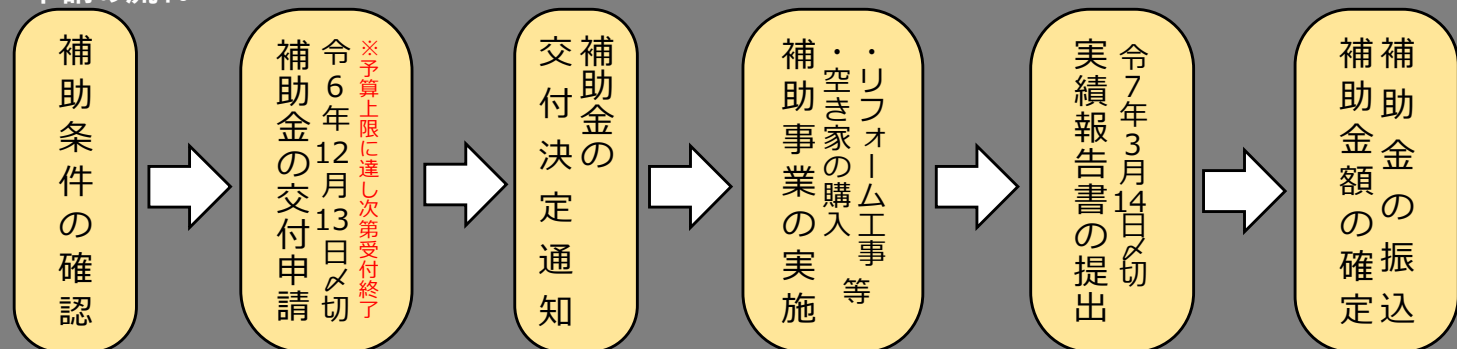 申請の流れ
補助条件の確認
※予算上限に達し次第受付終了
令6年12月13日〆切
補助金の交付申請
補助金の
交付決定通知
・リフォーム工事
・空き家の購入
等
補助事業の実施
令7年3月14日〆切
実績報告書の提出
補助金の振込
補助金額の確定